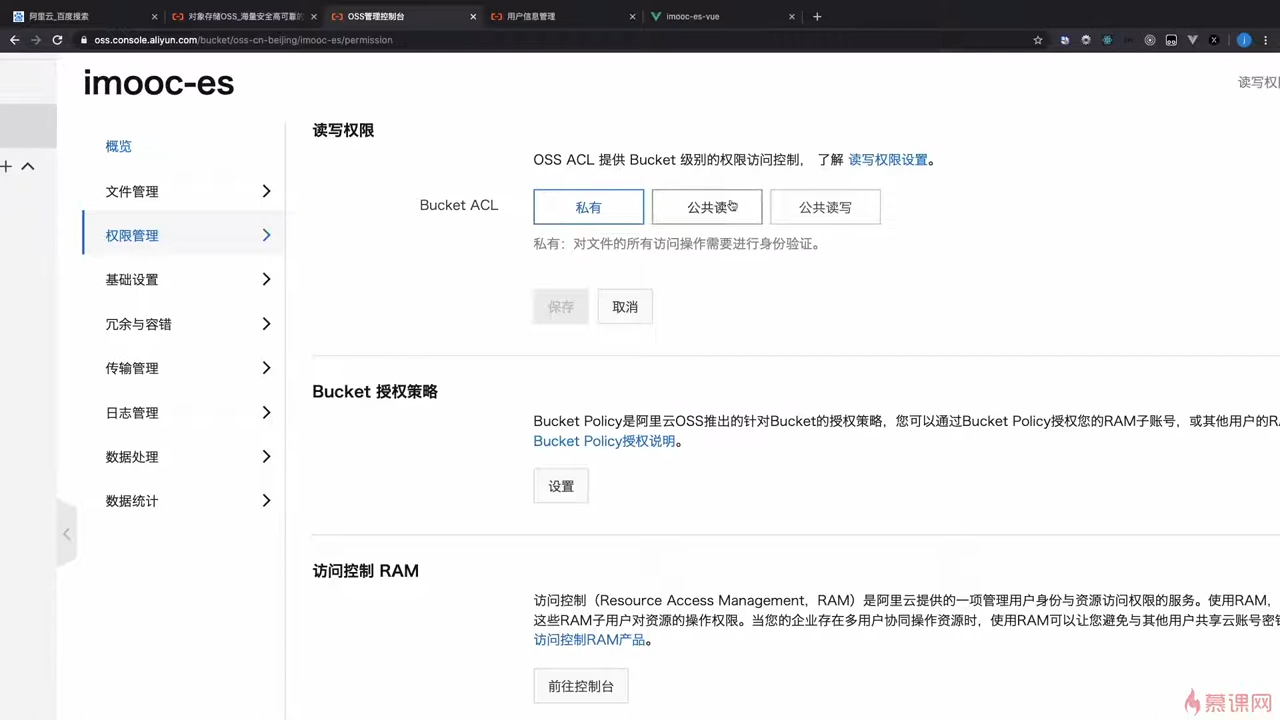 阿里云_百度搜索
对象存储OSS_海量安全高可靠的
OSS管理控制台
用户信息管理
imooc-es-vue
oss.console.aliyun.com/bucket/oss-cn-beijing/imooc-es/permission
imooc-es
读写权
概览
文件管理
权限管理
基础设置
冗余与容错
传输管理
日志管理
数据处理
数据统计
读写权限
OSS ACL 提供 Bucket 级别的权限访问控制， 了解 读写权限设置。
Bucket ACL
私有
公共读
公共读写
私有：对文件的所有访问操作需要进行身份验证。
保存
取消
Bucket 授权策略
Bucket Policy是阿里云OSS推出的针对Bucket的授权策略，您可以通过Bucket Policy授权您的RAM子账号，或其他用户的RA
Bucket Policy授权说明。
设置
访问控制 RAM
访问控制（Resource Access Management，RAM）是阿里云提供的一项管理用户身份与资源访问权限的服务。使用RAM，
这些RAM子用户对资源的操作权限。当您的企业存在多用户协同操作资源时，使用RAM可以让您避免与其他用户共享云账号密
访问控制RAM产品。
前往控制台
慕课网